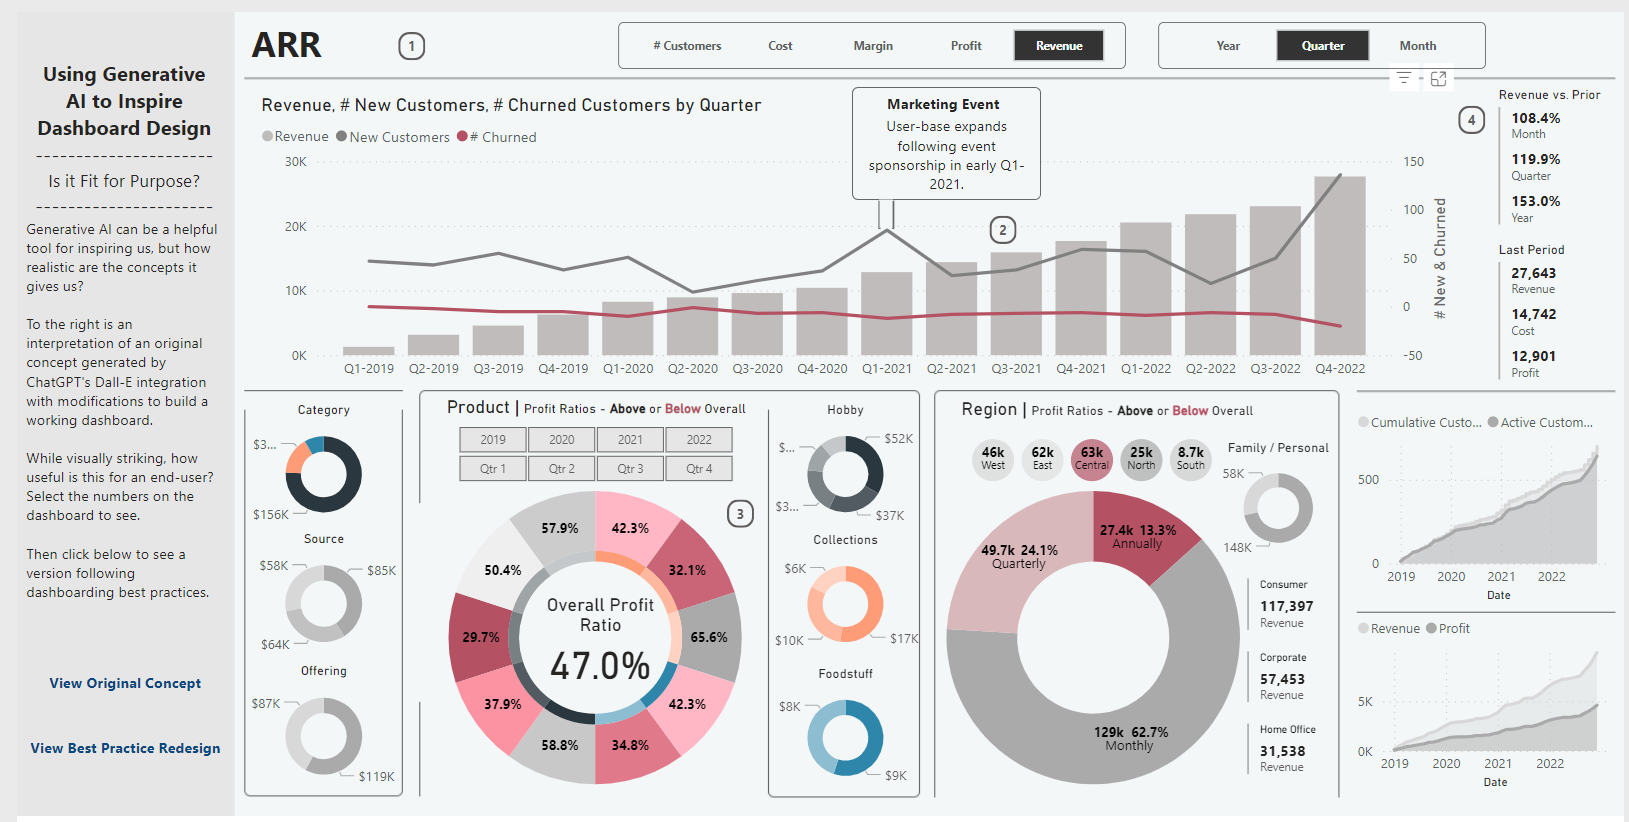 Using Generative
AI to Inspire
Dashboard Design
Is it Fit for Purpose?
Generative AI can be a helpful
tool for inspiring us, but how
realistic are the concepts it
gives us?
To the right is an
interpretation of an original
concept generated by
ChatGPT's Dall-E integration
with modifications to build a
working dashboard.
While visually striking, how
useful is this for an end-user?
Select the numbers on the
dashboard to see.
Then click below to see a
version following
dashboarding best practices.
View Original Concept
View Best Practice Redesign
ARR
1
# Customers Cost Margin Profit Revenue
Year Quarter Month
Revenue, # New Customers, # Churned Customers by Quarter
Revenue New Customers # Churned
Marketing Event
User-base expands
following event
sponsorship in early Q1-
2021.
2
30K
20K
10K
0K
150
100
50
0
-50
# New & Churned
Q1-2019 Q2-2019 Q3-2019 Q4-2019 Q1-2020 Q2-2020 Q3-2020 Q4-2020 Q1-2021 Q2-2021 Q3-2021 Q4-2021 Q1-2022 Q2-2022 Q3-2022 Q4-2022
4
Revenue vs. Prior
108.4%
Month
119.9%
Quarter
153.0%
Year
Last Period
27,643
Revenue
14,742
Cost
12,901
Profit
Category
$3...
$156K
Source
$58K
$85K
$64K
Offering
$87K
$119K
Product | Profit Ratios - Above or Below Overall
2019 2020 2021 2022
Qtr 1 Qtr 2 Qtr 3 Qtr 4
3
57.9% 42.3%
50.4% 32.1%
29.7% 65.6%
37.9% 42.3%
58.8% 34.8%
Overall Profit
Ratio
47.0%
Hobby
$...
$52K
$3...
$37K
Collections
$6K
$10K
$17K
Foodstuff
$8K
$9K
Region | Profit Ratios - Above or Below Overall
46k
West
62k
East
63k
Central
25k
North
8.7k
South
49.7k 24.1%
Quarterly
27.4k 13.3%
Annually
129k 62.7%
Monthly
Family / Personal
58K
148K
Consumer
117,397
Revenue
Corporate
57,453
Revenue
Home Office
31,538
Revenue
Cumulative Custo... Active Custom...
500
0
2019 2020 2021 2022
Date
Revenue Profit
5K
0K
2019 2020 2021 2022
Date